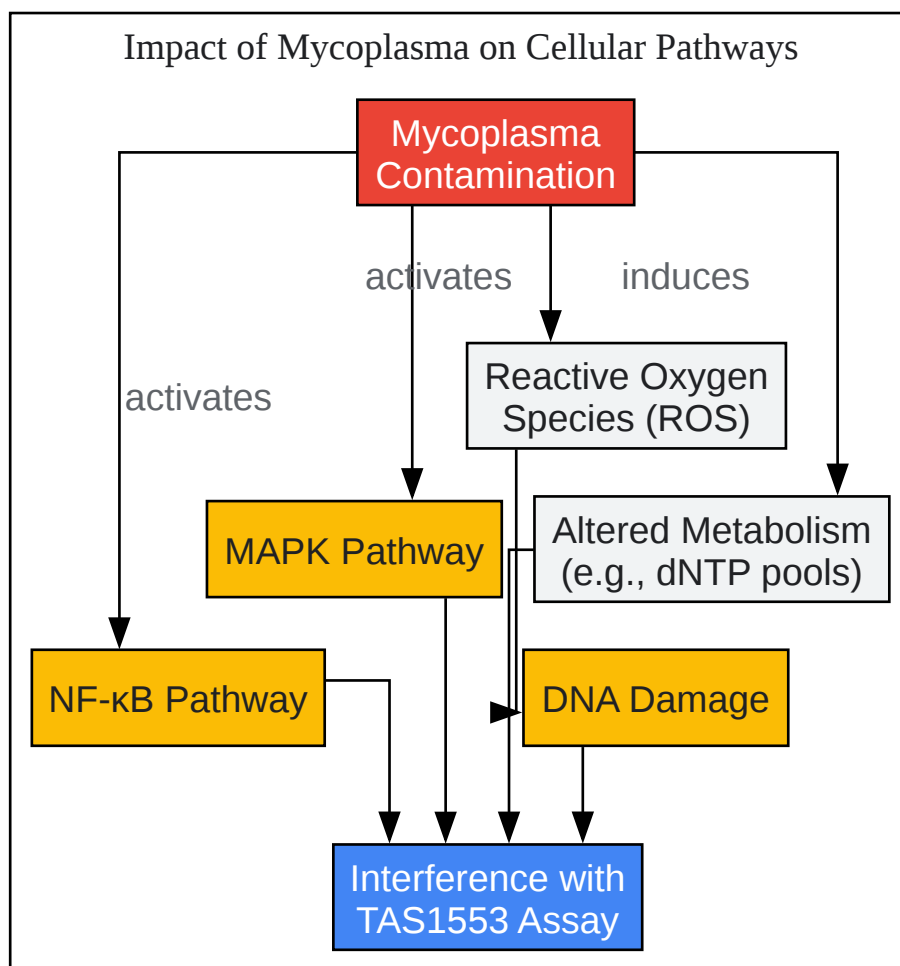 Impact of Mycoplasma on Cellular Pathways
Mycoplasma
Contamination
activates
induces
activates
Reactive Oxygen
Species (ROS)
MAPK Pathway
Altered Metabolism
(e.g., dNTP pools)
NF-κB Pathway
DNA Damage
Interference with
TAS1553 Assay